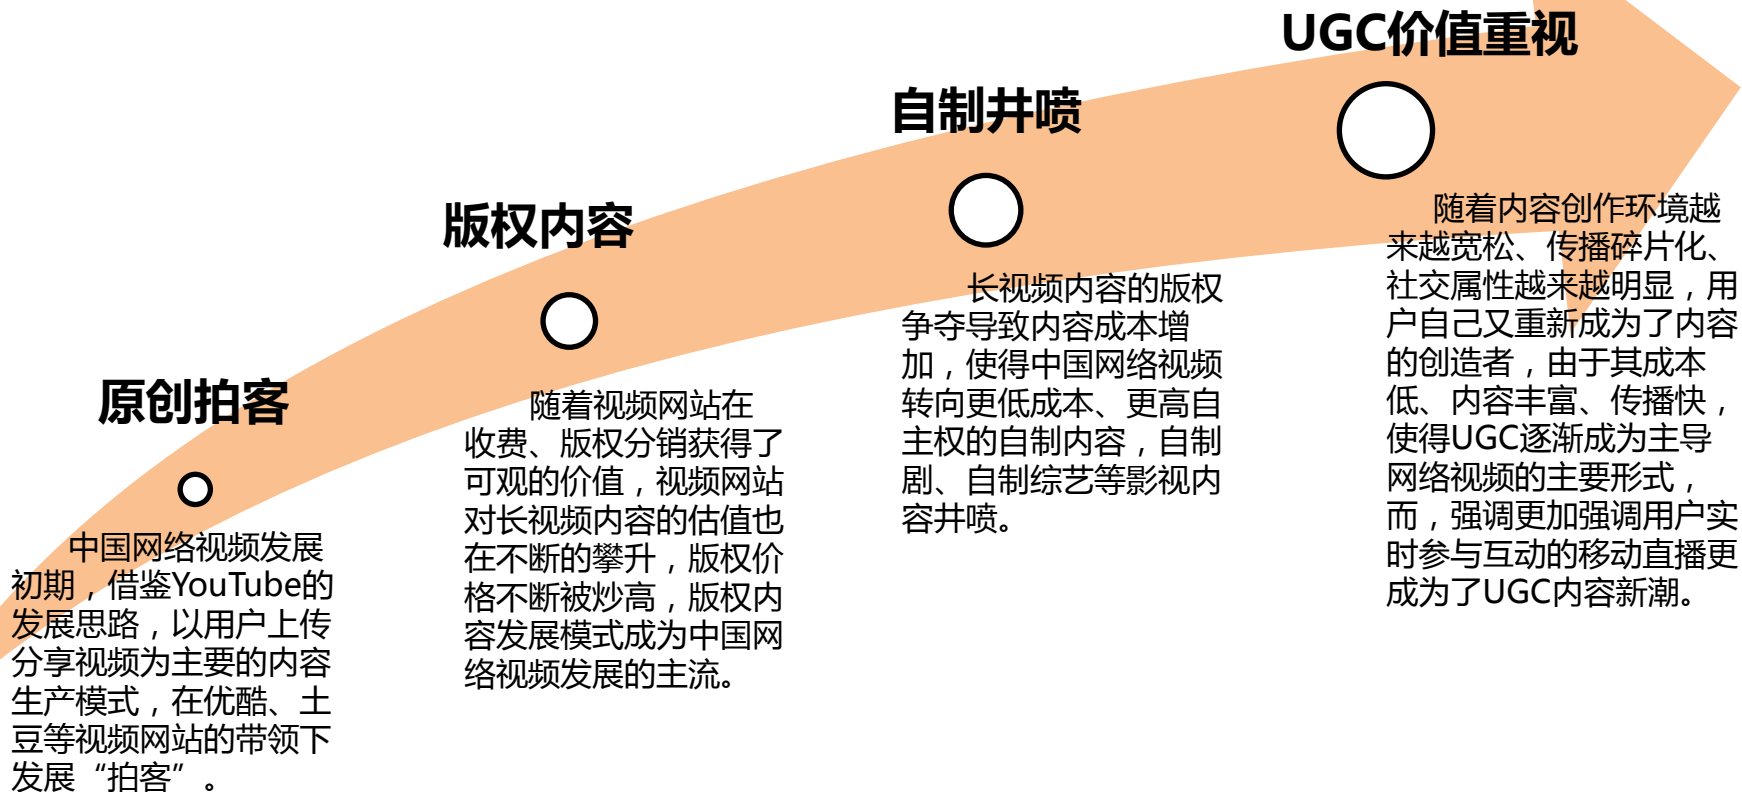 原创拍客
中国网络视频发展
初期，借鉴YouTube的
发展思路，以用户上传
分享视频为主要的内容
生产模式，在优酷、土
豆等视频网站的带领下
发展“拍客”。
版权内容
随着视频网站在
收费、版权分销获得了
可观的价值，视频网站
对长视频内容的估值也
在不断的攀升，版权价
格不断被炒高，版权内
容发展模式成为中国网
络视频发展的主流。
自制井喷
长视频内容的版权
争夺导致内容成本增
加，使得中国网络视频
转向更低成本、更高自
主权的自制内容，自制
剧、自制综艺等影视内
容井喷。
UGC价值重视
随着内容创作环境越
来越宽松、传播碎片化、
社交属性越来越明显，用
户自己又重新成为了内容
的创造者，由于其成本
低、内容丰富、传播快，
使得UGC逐渐成为主导
网络视频的主要形式，
而，强调更加强调用户实
时参与互动的移动直播更
成为了UGC内容新潮。